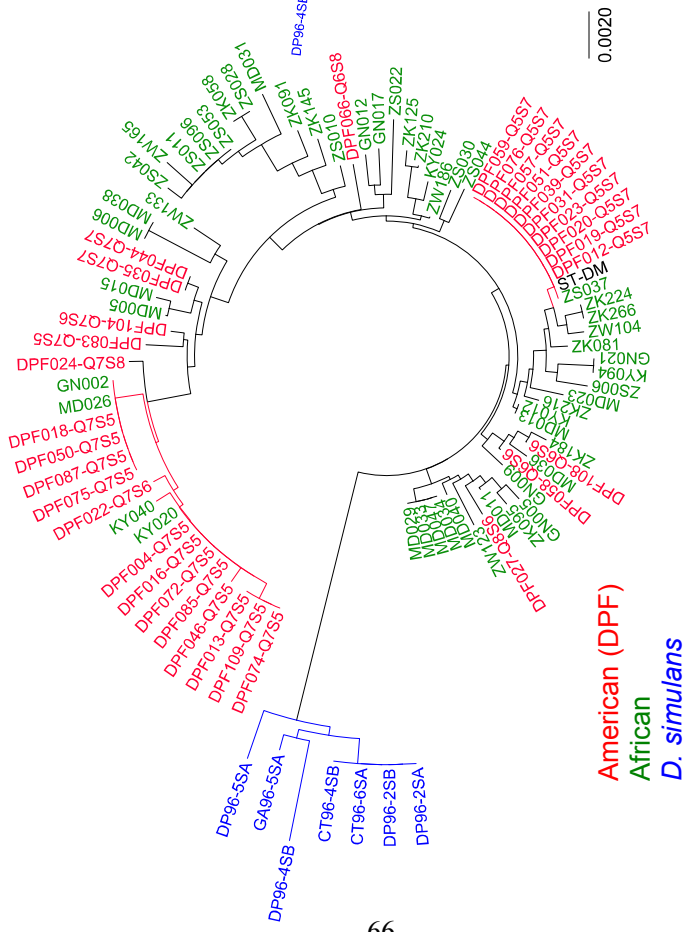 DP96-4SB
0.0020
MD031
ZS028
ZK058
ZS053
ZS096
ZS011
ZW165
ZS042
ZK091
ZK145
ZS010
DPF066-Q6S8
GN012
GN017
ZS022
ZK125
ZK210
KY024
ZW186
ZS030
ZS044
DPF059-Q5S7
DPF076-Q5S7
DPF057-Q5S7
DPF051-Q5S7
DPF039-Q5S7
DPF031-Q5S7
DPF023-Q5S7
DPF020-Q5S7
DPF019-Q5S7
DPF012-Q5S7
ST-DM
ZS037
ZK224
ZK266
ZW104
ZK081
GN021
KY094
ZS006
MD023
ZK216
KY012
MD013
ZK184
DPF108-Q6S6
MD036
DPF058-Q6S6
GN009
GN005
ZK095
MD011
DPF027-Q8S6
ZW123
MD029
ZW133
MD038
MD006
DPF044-Q7S7
DPF035-Q7S7
MD015
MD005
DPF104-Q7S6
DPF083-Q7S5
DPF024-Q7S8
GN002
MD026
DPF018-Q7S5
DPF050-Q7S5
DPF087-Q7S5
DPF075-Q7S5
DPF022-Q7S6
KY040
KY020
DPF004-Q7S5
DPF016-Q7S5
DPF072-Q7S5
DPF085-Q7S5
DPF046-Q7S5
DPF013-Q7S5
DPF109-Q7S5
DPF074-Q7S5
DP96-5SA
GA96-5SA
DP96-4SB
CT96-4SB
CT96-6SA
DP96-2SB
DP96-2SA
American (DPF)
African
D. simulans
66